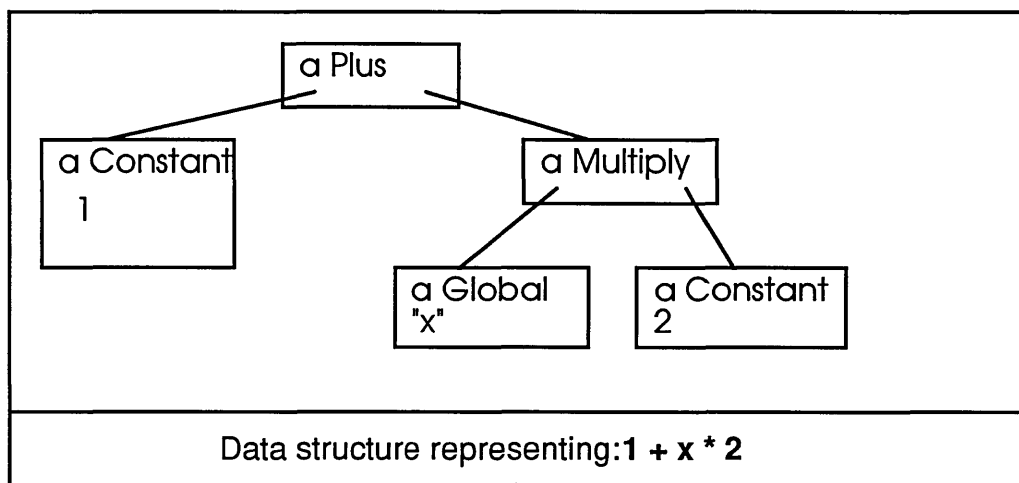 a Plus
a Constant
1
a Multiply
a Global
"x"
a Constant
2
Data structure representing:1 + x * 2